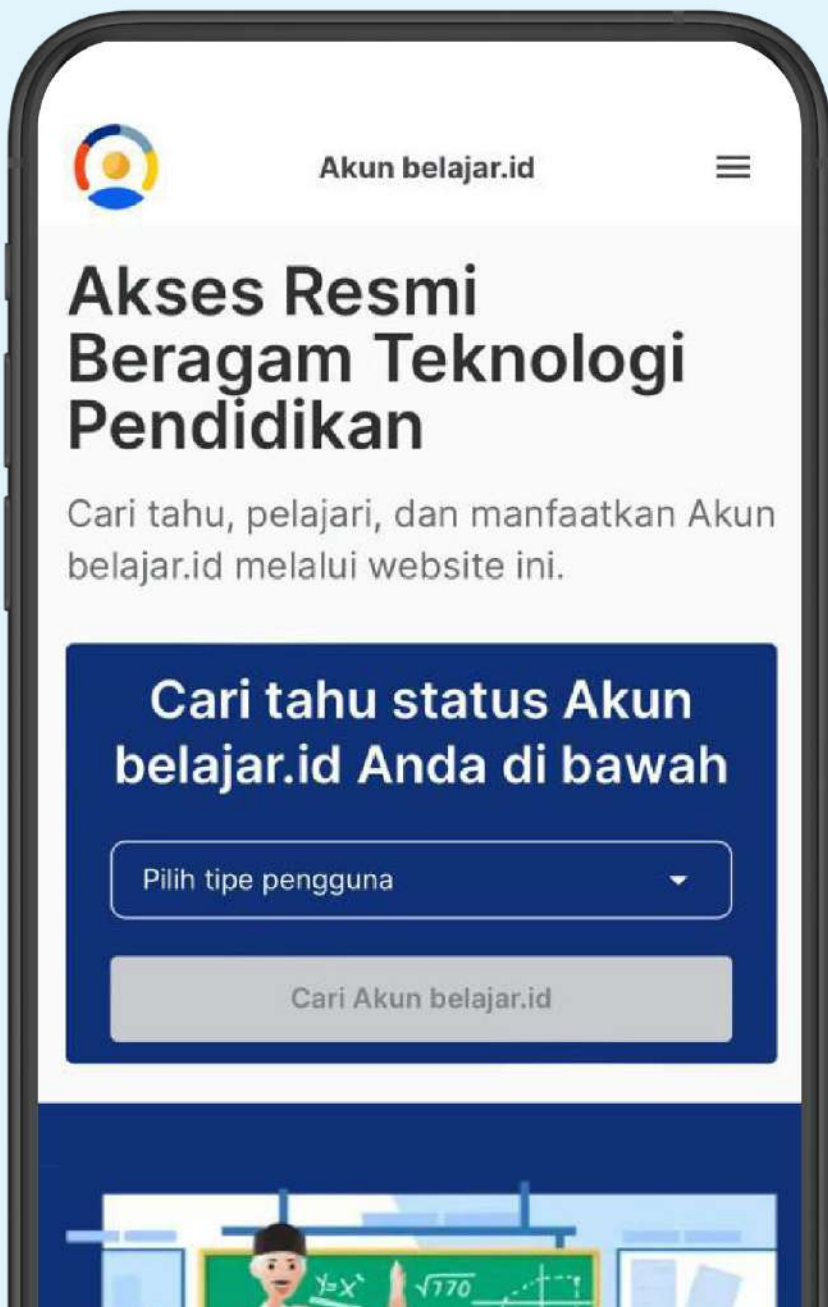 Akun belajar.id
Akses Resmi
Beragam Teknologi
Pendidikan
Cari tahu, pelajari, dan manfaatkan Akun
belajar.id melalui website ini.
Cari tahu status Akun
belajar.id Anda di bawah
Pilih tipe pengguna
Cari Akun belajar.id
y=x
√770